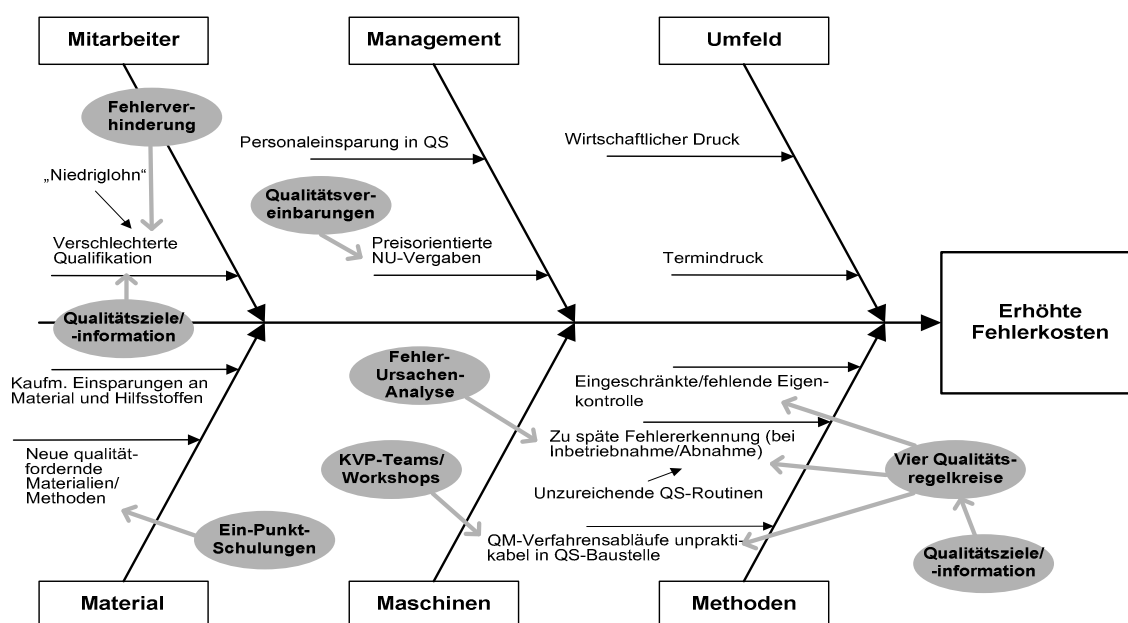 Mitarbeiter
Management
Umfeld
Fehlerver-
hinderung
Personaleinsparung in QS
Wirtschaftlicher Druck
„Niedriglohn“
Qualitätsver-
einbarungen
Verschlechterte
Qualifikation
Preisorientierte
NU-Vergaben
Termindruck
Qualitätsziele/
-information
Erhöhte
Fehlerkosten
Kaufm. Einsparungen an
Material und Hilfsstoffen
Fehler-
Ursachen-
Analyse
Eingeschränkte/fehlende Eigen-
kontrolle
Neue qualität-
fordernde
Materialien/
Methoden
Zu späte Fehlererkennung (bei
Inbetriebnahme/Abnahme)
KVP-Teams/
Workshops
Unzureichende QS-Routinen
Vier Qualitäts-
regelkreise
Ein-Punkt-
Schulungen
QM-Verfahrensabläufe unprakti-
kabel in QS-Baustelle
Qualitätsziele/
-information
Material
Maschinen
Methoden